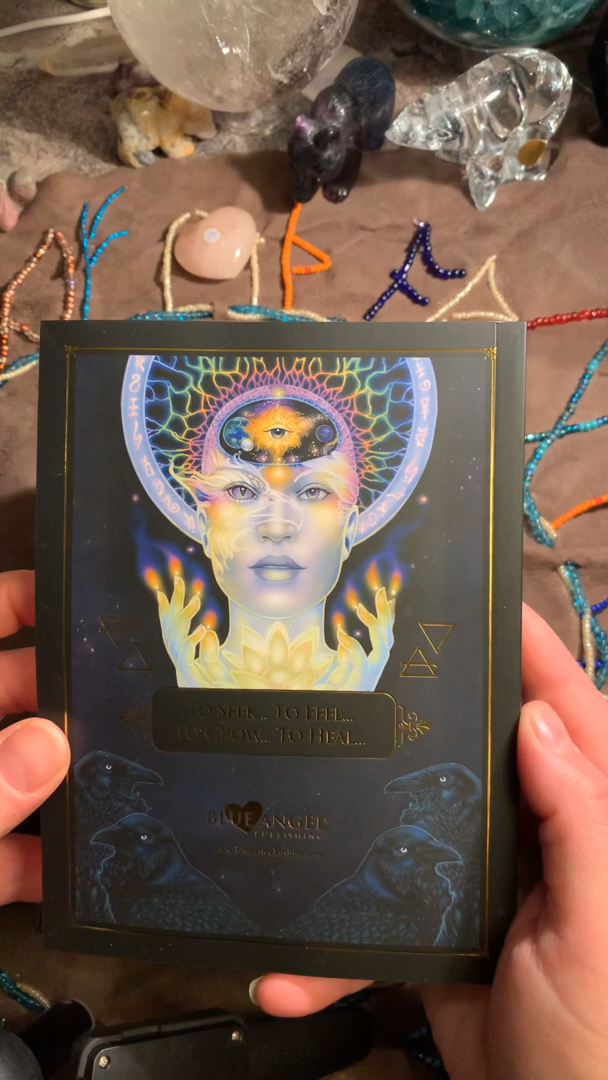 To Seek... To Feel...
To Grow... To Heal...
BLUE ANGEL®
PUBLISHING